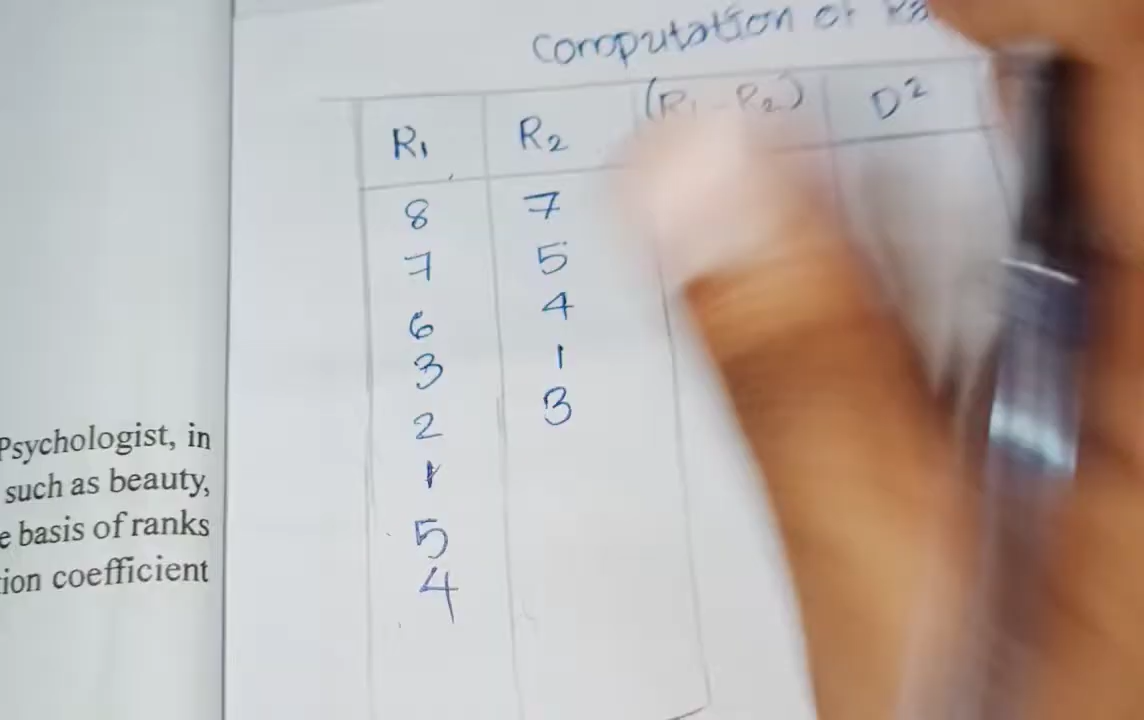 Computation of
R₁ R₂ (R₁ - R₂) D²
8 7
7 5
6 4
3 1
2 3
1
5
4
Psychologist, in
such as beauty,
basis of ranks
coefficient